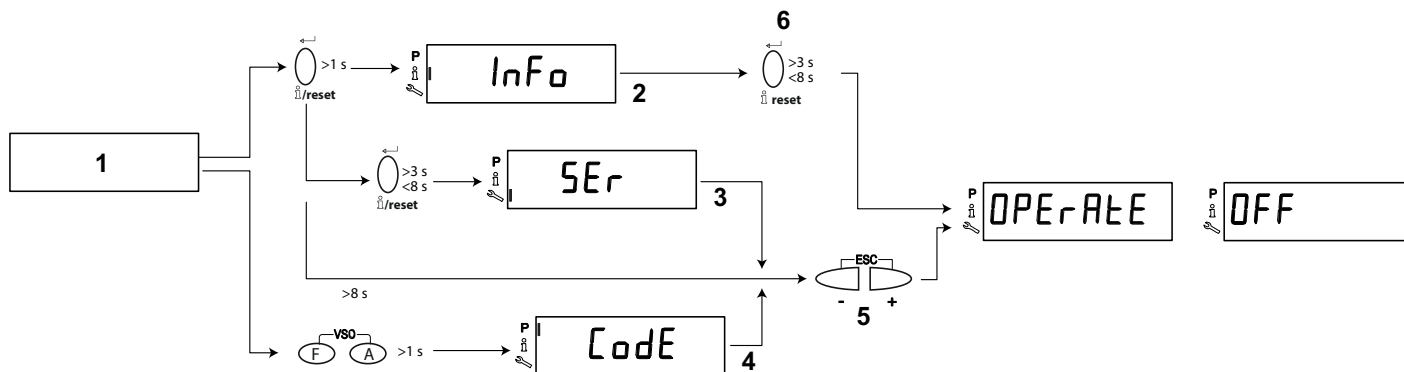 6
>1 s
i/reset
P
i
InFo
2
>3 s
<8 s
i reset
1
>3 s
<8 s
i/reset
P
i
SEr
3
P
i
OPErAtE
P
i
OFF
>8 s
ESC
-
+
5
VSO
F
A
>1 s
P
i
CodE
4